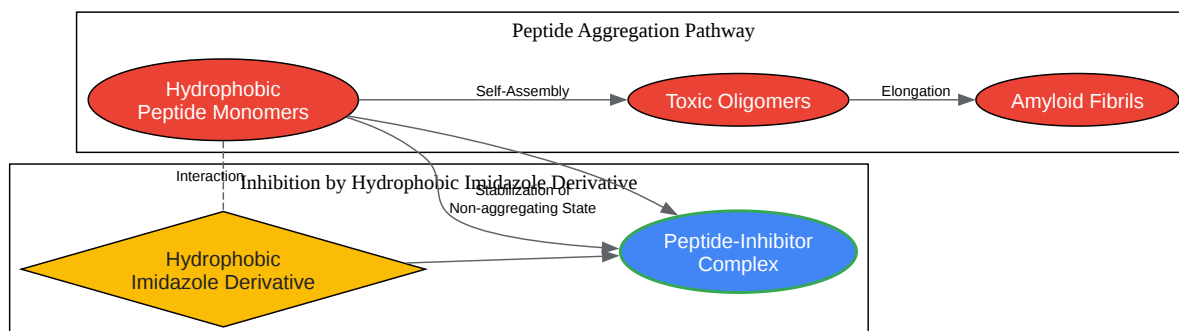 Peptide Aggregation Pathway
Hydrophobic
Peptide Monomers
Self-Assembly
Toxic Oligomers
Elongation
Amyloid Fibrils
Interaction
Inhibition by Hydrophobic Imidazole Derivative
Stabilization of
Non-aggregating State
Hydrophobic
Imidazole Derivative
Peptide-Inhibitor
Complex